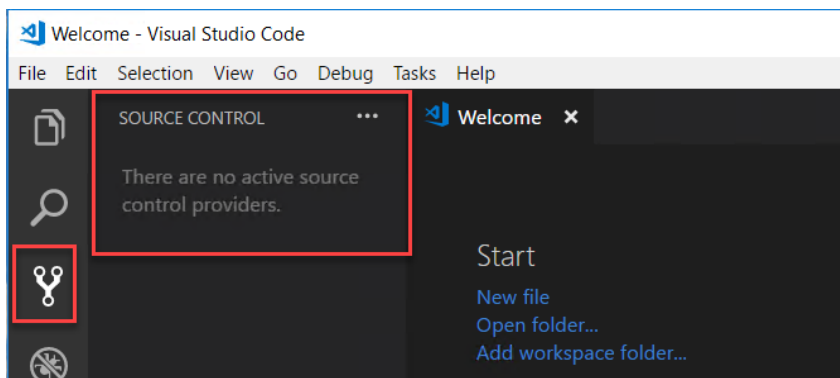 Welcome - Visual Studio Code
File Edit Selection View Go Debug Tasks Help
SOURCE CONTROL ···
There are no active source
control providers.
Welcome ×
Start
New file
Open folder...
Add workspace folder...